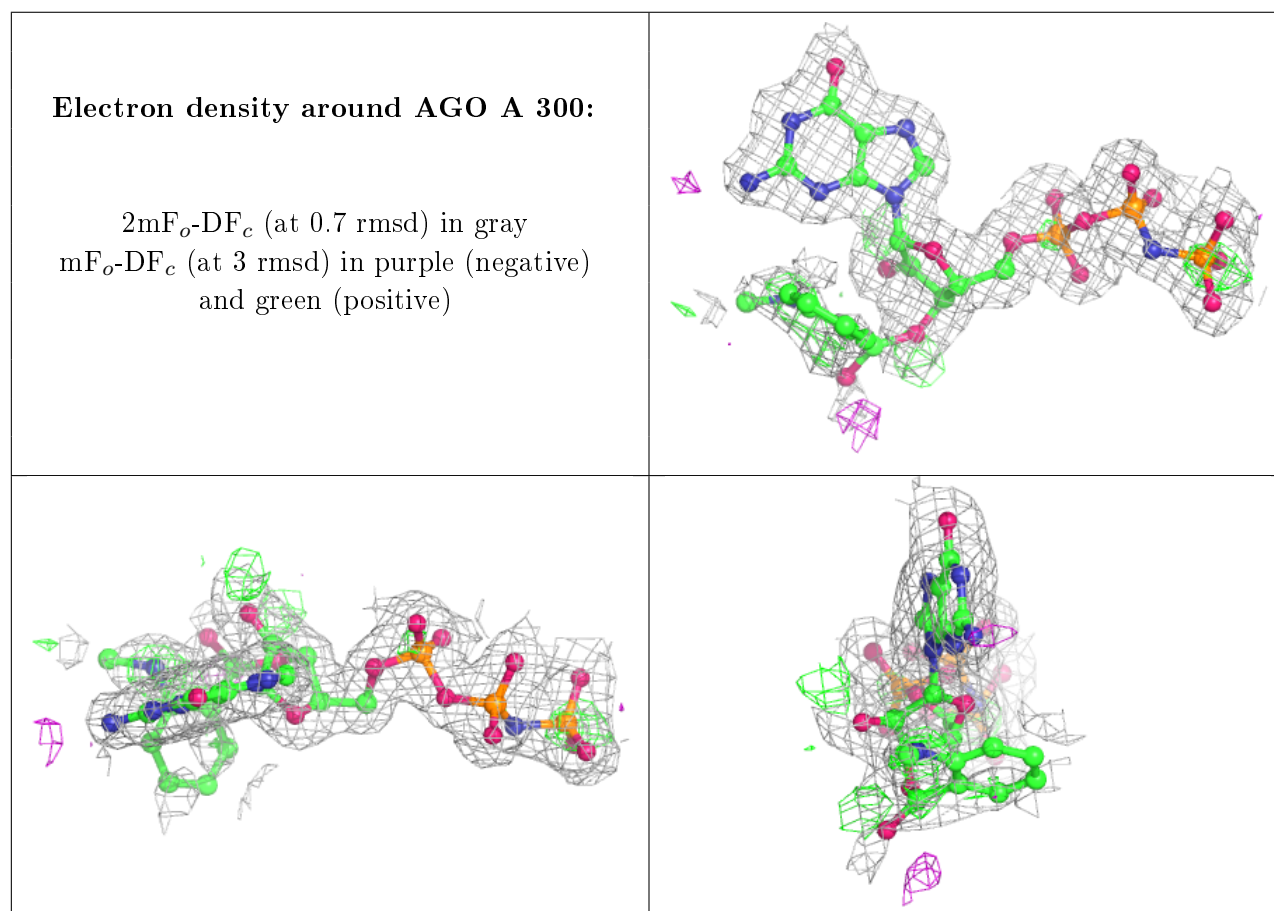 Electron density around AGO A 300:
2mFo-DFc (at 0.7 rmsd) in gray
mFo-DFc (at 3 rmsd) in purple (negative)
and green (positive)